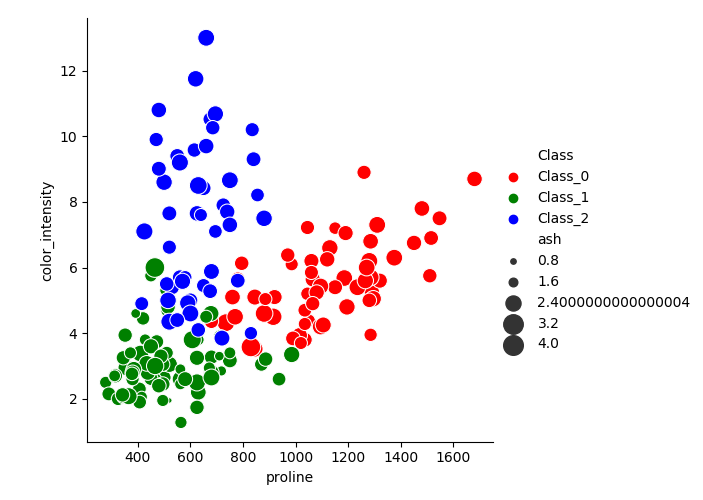 12
10
8
6
4
2
color_intensity
400 600 800 1000 1200 1400 1600
proline
Class
Class_0
Class_1
Class_2
ash
0.8
1.6
2.4000000000000004
3.2
4.0